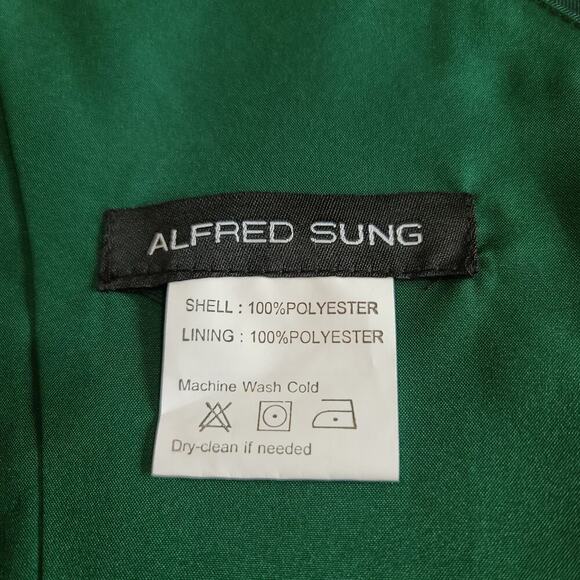 ALFRED SUNG
SHELL : 100%POLYESTER
LINING : 100%POLYESTER
Machine Wash Cold
Dry-clean if needed